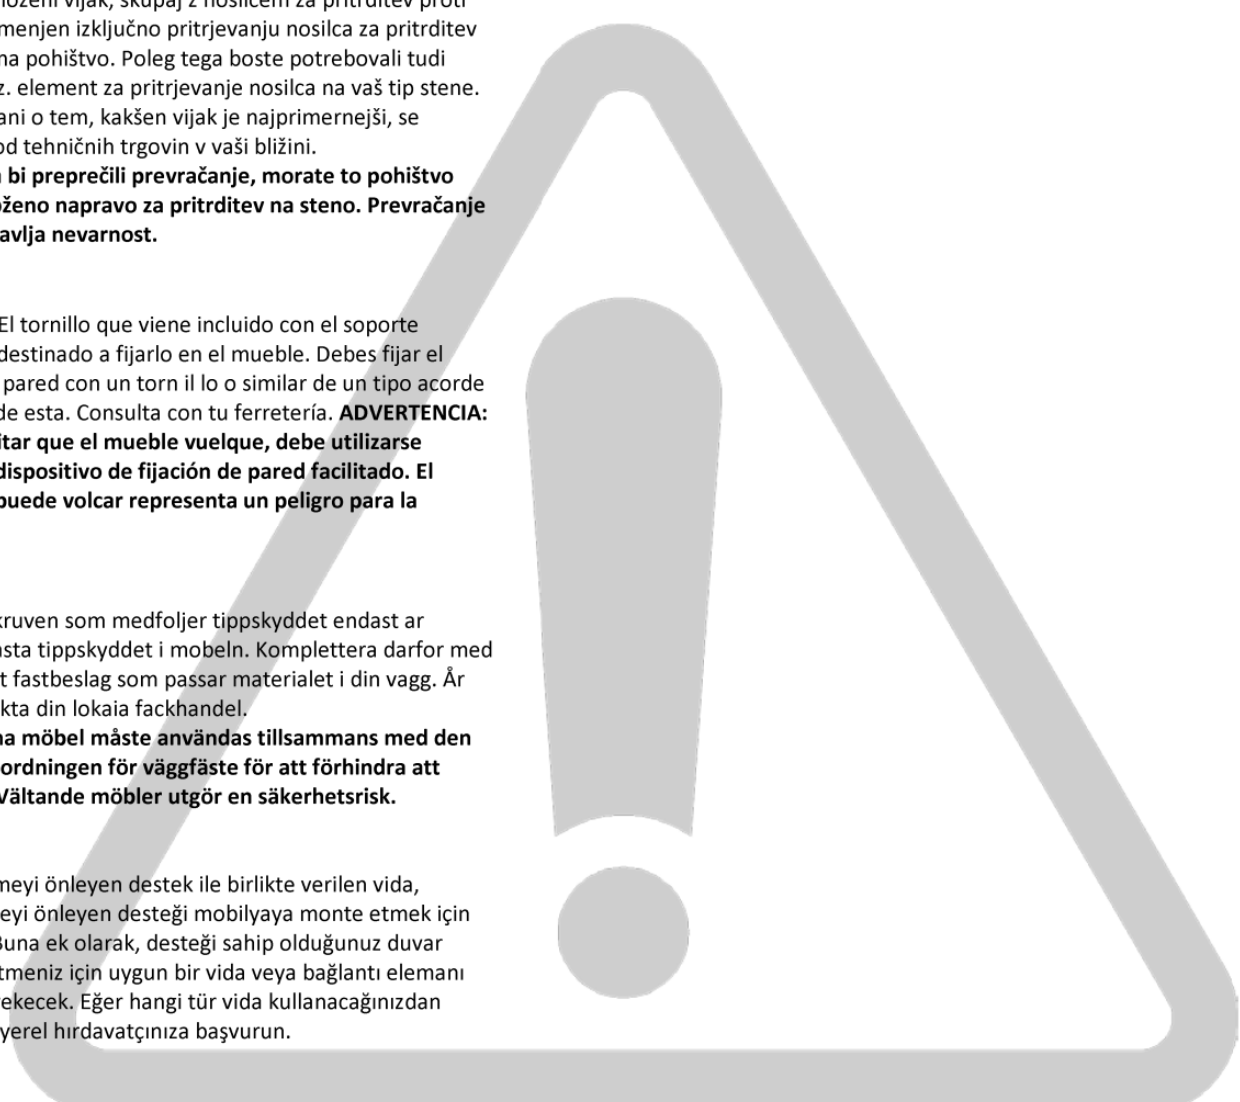 oženi vijak, skupaj z nosilcem za pritrditev proti
menjen izključno pritrjevanju nosilca za pritrditev
na pohištvo. Poleg tega boste potrebovali tudi
z. element za pritrjevanje nosilca na vaš tip stene.
ani o tem, kakšen vijak je najprimernejši, se
od tehničnih trgovin v vaši bližini.
a bi preprečili prevračanje, morate to pohištvo
oženo napravo za pritrditev na steno. Prevračanje
avlja nevarnost.
El tornillo que viene incluido con el soporte
destinado a fijarlo en el mueble. Debes fijar el
pared con un torn il lo o similar de un tipo acorde
de esta. Consulta con tu ferretería. ADVERTENCIA:
itar que el mueble vuelque, debe utilizarse
dispositivo de fijación de pared facilitado. El
puede volcar representa un peligro para la
kruven som medfoljer tippskyddet endast ar
asta tippskyddet i mobeln. Komplettera darfor med
t fastbeslag som passar materialet i din vagg. År
kta din lokaia fackhandel.
na möbel måste användas tillsammans med den
ordningen för väggfäste för att förhindra att
Vältande möbler utgör en säkerhetsrisk.
meyi önleyen destek ile birlikte verilen vida,
eyi önleyen desteği mobilyaya monte etmek için
Buna ek olarak, desteği sahip olduğunuz duvar
tmeniz için uygun bir vida veya bağlantı elemanı
ekecek. Eğer hangi tür vida kullanacağınızdan
yerel hırdavatçınıza başvurun.